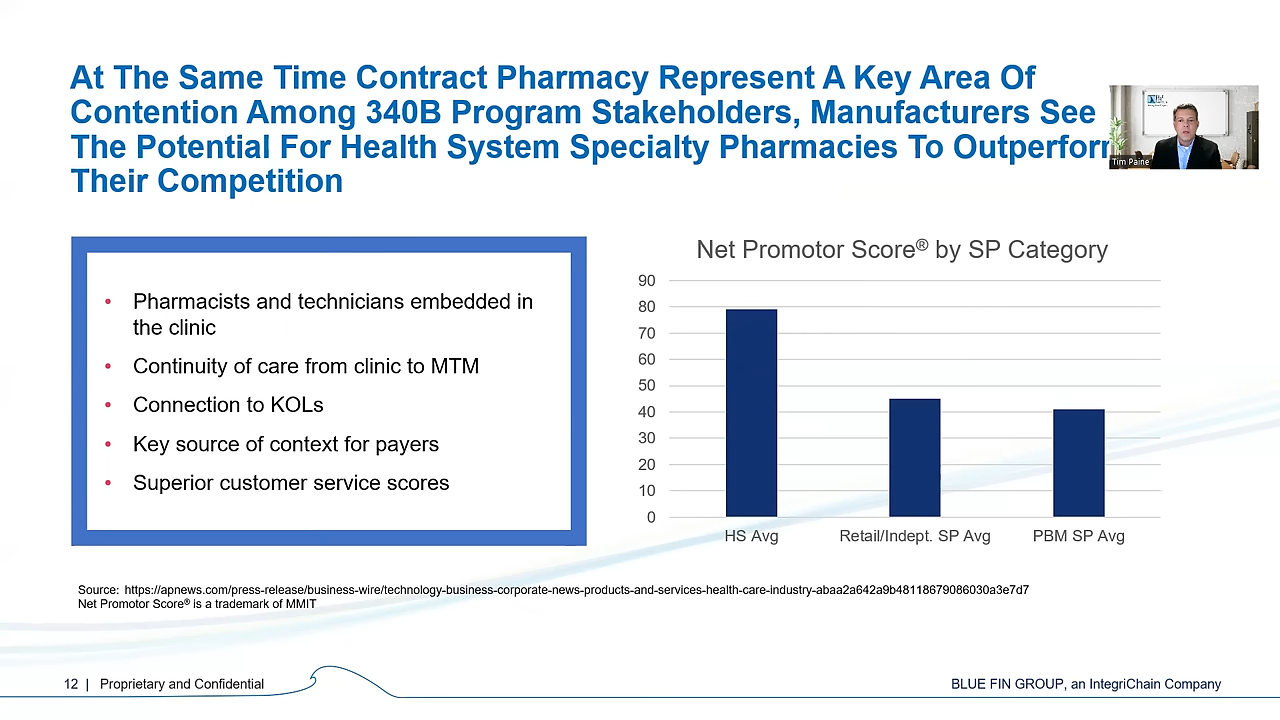 At The Same Time Contract Pharmacy Represent A Key Area Of
Contention Among 340B Program Stakeholders, Manufacturers See
The Potential For Health System Specialty Pharmacies To Outperfor
Their Competition
Tim Paine
• Pharmacists and technicians embedded in
the clinic
• Continuity of care from clinic to MTM
• Connection to KOLs
• Key source of context for payers
• Superior customer service scores
Net Promotor Score® by SP Category
90
80
70
60
50
40
30
20
10
0
HS Avg
Retail/Indept. SP Avg
PBM SP Avg
Source: https://apnews.com/press-release/business-wire/technology-business-corporate-news-products-and-services-health-care-industry-abaa2a642a9b48118679086030a3e7d7
Net Promotor Score® is a trademark of MMIT
12 | Proprietary and Confidential
BLUE FIN GROUP, an IntegriChain Company